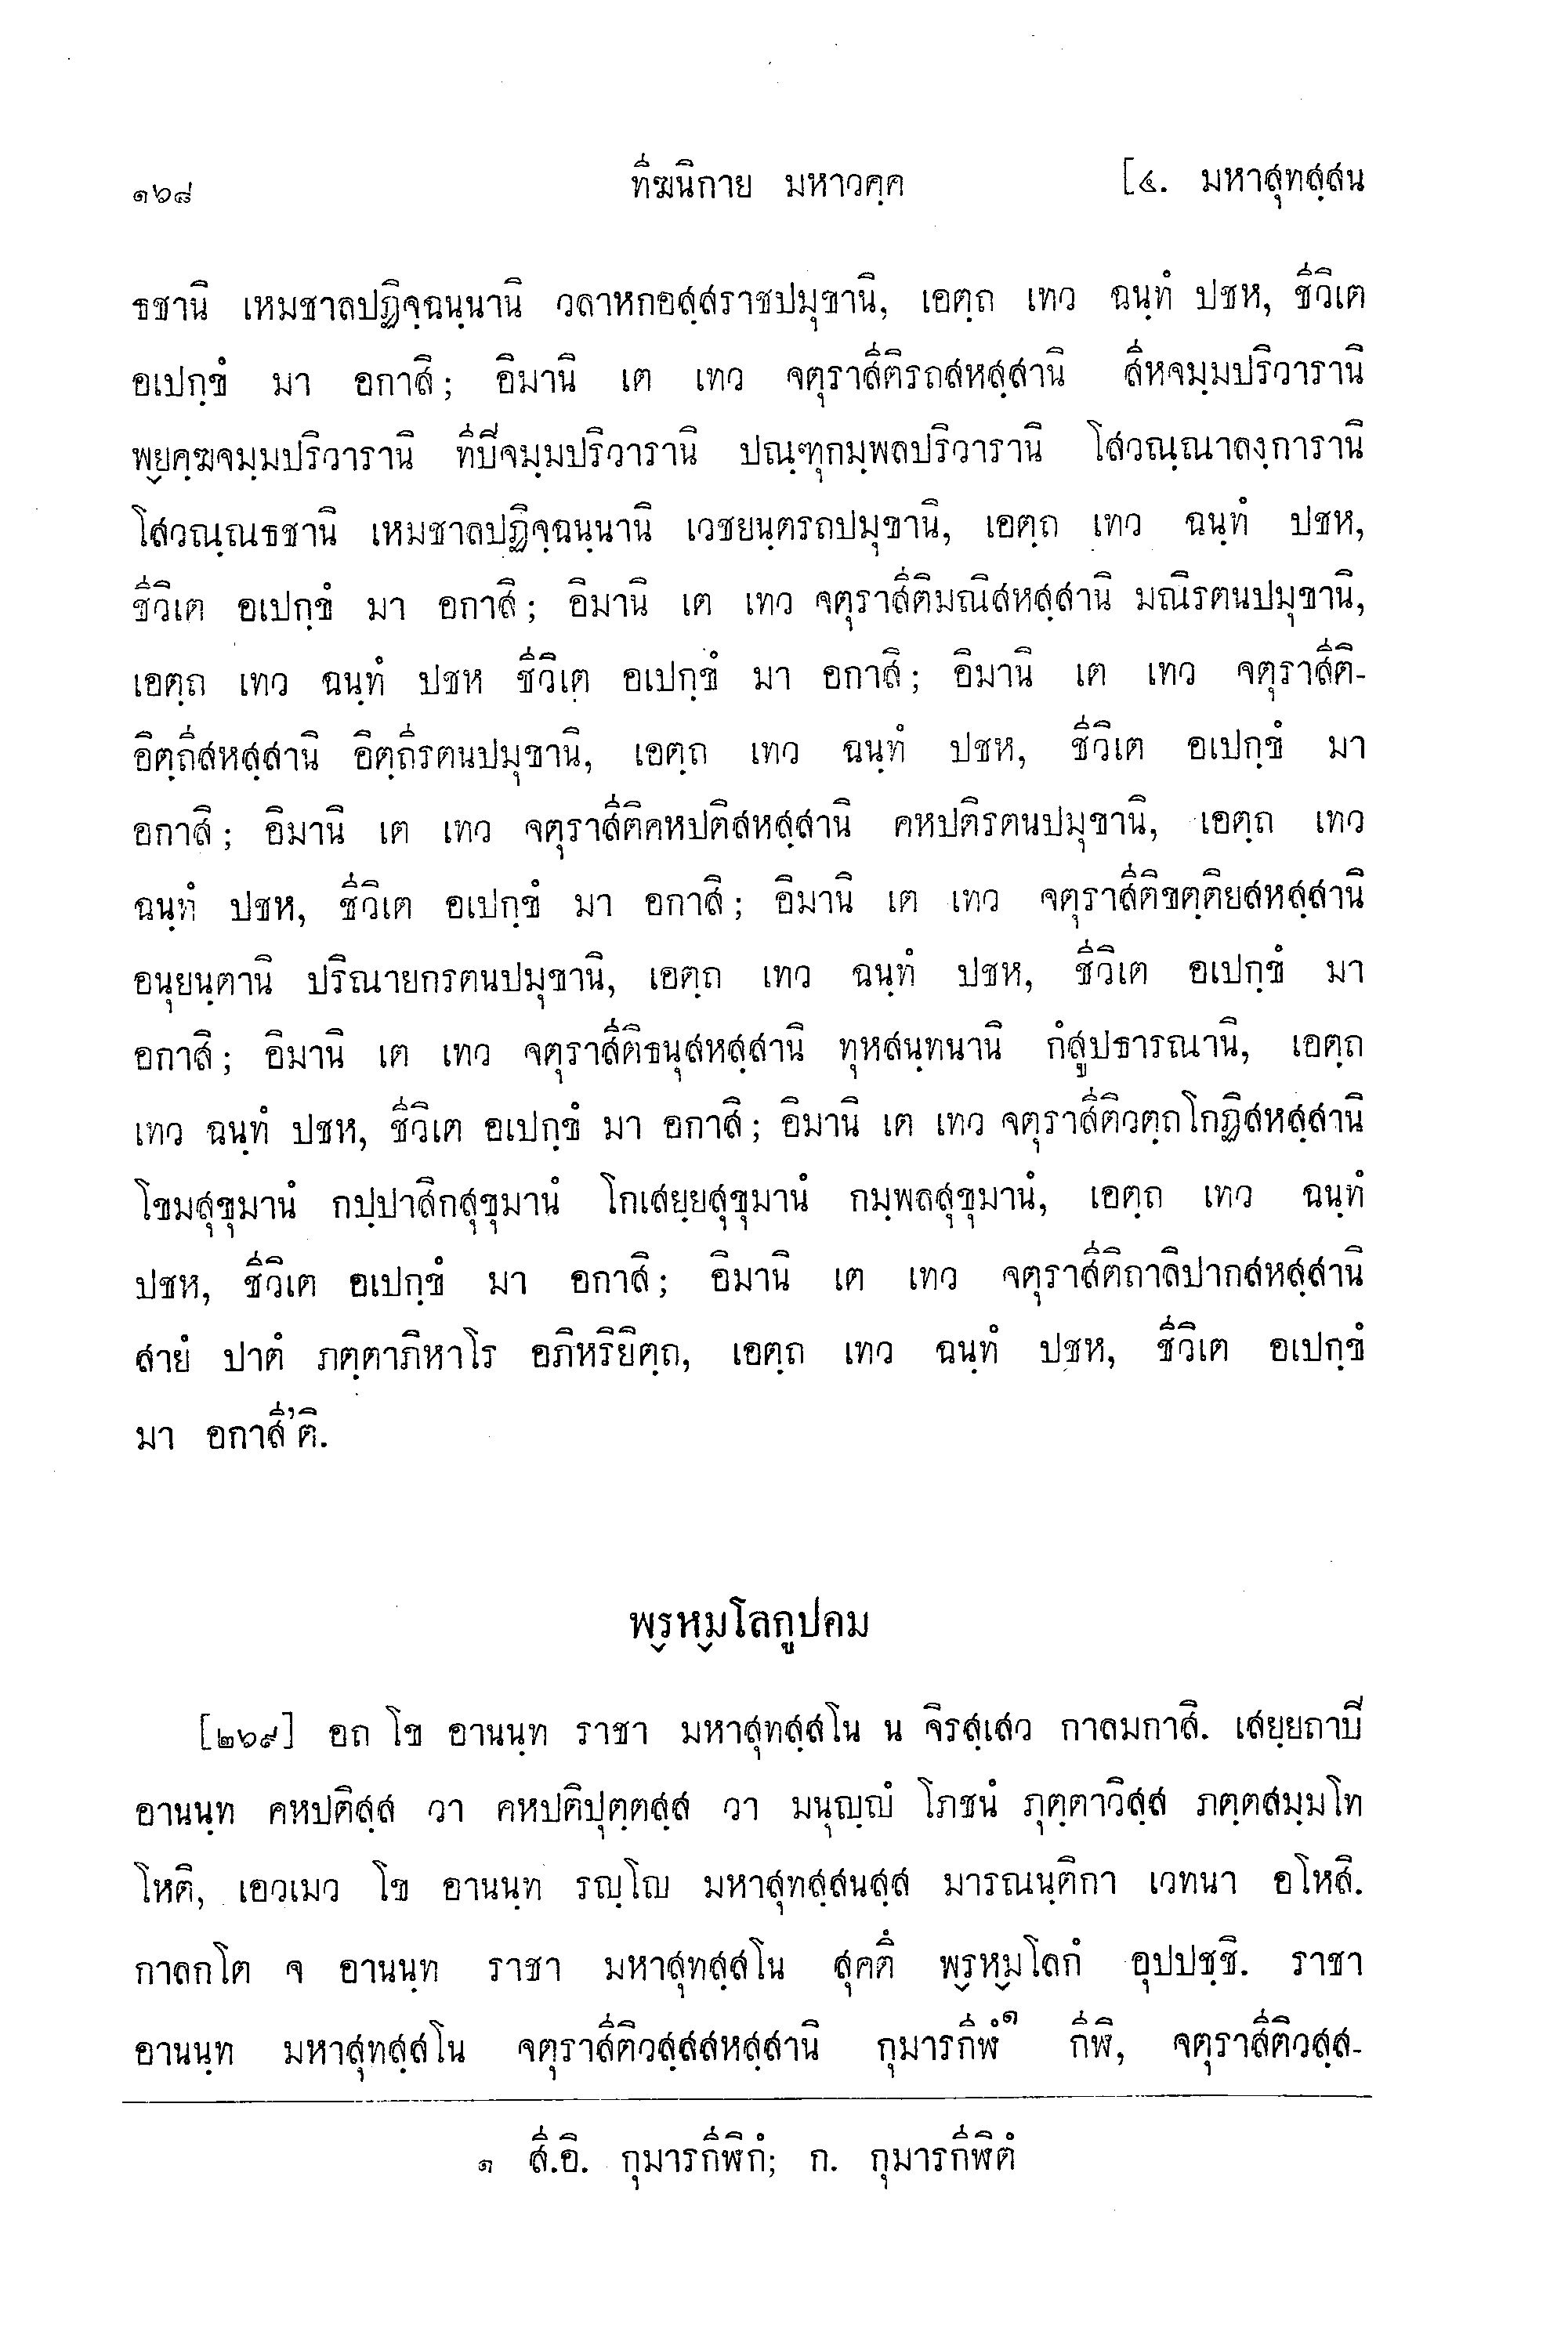 ๑๖๘ ทีฆนิกาย มหาวคฺค [๔. มหาสุทสฺสน
ธชานิ เหมชาลปฏิจฺฉนฺนานิ วลาหกอสฺสราชปมุขานิ, เอตฺถ เทว ฉนฺทํ ปชห, ชีวิเต
อเปกฺขํ มา อกาสิ; อิมานิ เต เทว จตุราสีติรถสหสฺสานิ สีหจมฺมปริวารานิ
พฺยคฺฆจมฺมปริวารานิ ทีปิจมฺมปริวารานิ ปณฺฑุกมฺพลปริวารานิ โสวณฺณาลงฺการานิ
โสวณฺณธชานิ เหมชาลปฏิจฺฉนฺนานิ เวชยนฺตรถปมุขานิ, เอตฺถ เทว ฉนฺทํ ปชห,
ชีวิเต อเปกฺขํ มา อกาสิ; อิมานิ เต เทว จตุราสีติมณิสหสฺสานิ มณิรตนปมุขานิ,
เอตฺถ เทว ฉนฺทํ ปชห ชีวิเต อเปกฺขํ มา อกาสิ; อิมานิ เต เทว จตุราสีติ-
อิตฺถิสหสฺสานิ อิตฺถีรตนปมุขานิ, เอตฺถ เทว ฉนฺทํ ปชห, ชีวิเต อเปกฺขํ มา
อกาสิ; อิมานิ เต เทว จตุราสีติคหปติสหสฺสานิ คหปติรตนปมุขานิ, เอตฺถ เทว
ฉนฺทํ ปชห, ชีวิเต อเปกฺขํ มา อกาสิ; อิมานิ เต เทว จตุราสีติขตฺติยสหสฺสานิ
อนุยนฺตานิ ปริณายกรตนปมุขานิ, เอตฺถ เทว ฉนฺทํ ปชห, ชีวิเต อเปกฺขํ มา
อกาสิ; อิมานิ เต เทว จตุราสีติธนุสหสฺสานิ ทุหสนฺทนานิ กํสูปธารณานิ, เอตฺถ
เทว ฉนฺทํ ปชห, ชีวิเต อเปกฺขํ มา อกาสิ; อิมานิ เต เทว จตุราสีติวตฺถโกฏิสหสฺสานิ
โขมสุขุมานํ กปฺปาสิกสุขุมานํ โกเสยฺยสุขุมานํ กมฺพลสุขุมานํ, เอตฺถ เทว ฉนฺทํ
ปชห, ชีวิเต อเปกฺขํ มา อกาสิ; อิมานิ เต เทว จตุราสีติถาลิปากสหสฺสานิ
สายํ ปาตํ ภตฺตาภิหาโร อภิหริยิตฺถ, เอตฺถ เทว ฉนฺทํ ปชห, ชีวิเต อเปกฺขํ
มา อกาสี’ติ.
พฺรหฺมโลกูปคม
[๒๖๙] อถ โข อานนฺท ราชา มหาสุทสฺสโน น จิรสฺเสว กาลมกาสิ. เสยฺยถาปิ
อานนฺท คหปติสฺส วา คหปติปุตฺตสฺส วา มนุญฺญํ โภชนํ ภุตฺตาวิสฺส ภตฺตสมฺมโท
โหติ, เอวเมว โข อานนฺท รญฺโญ มหาสุทสฺสนสฺส มารณนฺติกา เวทนา อโหสิ.
กาลกโต จ อานนฺท ราชา มหาสุทสฺสโน สุคตึ พฺรหฺมโลกํ อุปปชฺชิ. ราชา
อานนฺท มหาสุทสฺสโน จตุราสีติวสฺสสหสฺสานิ กุมารกีฬํ๑ กีฬิ, จตุราสีติวสฺส-
๑ สี.อิ. กุมารกีฬิกํ; ก. กุมารกีฬิตํ